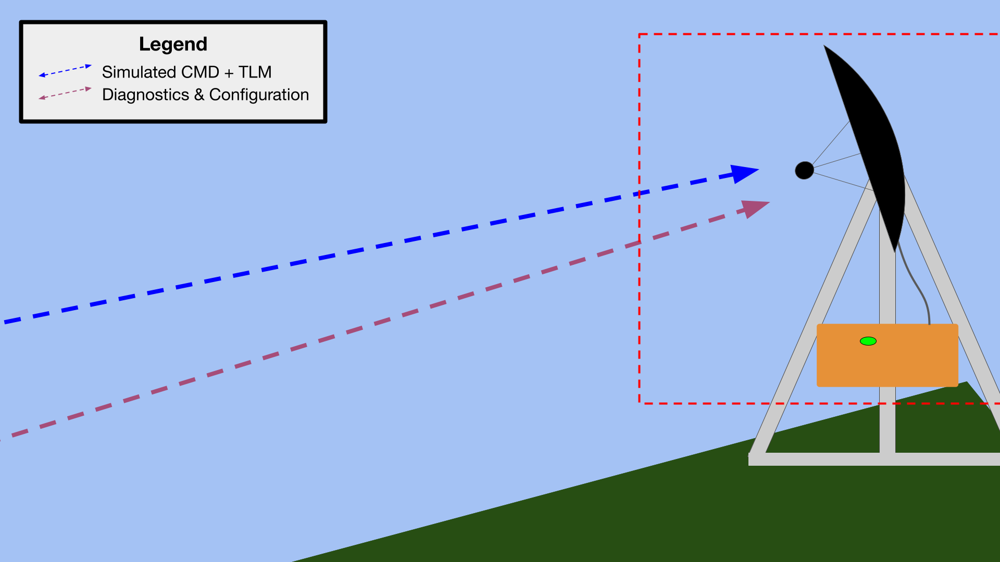 Legend
Simulated CMD + TLM
Diagnostics & Configuration